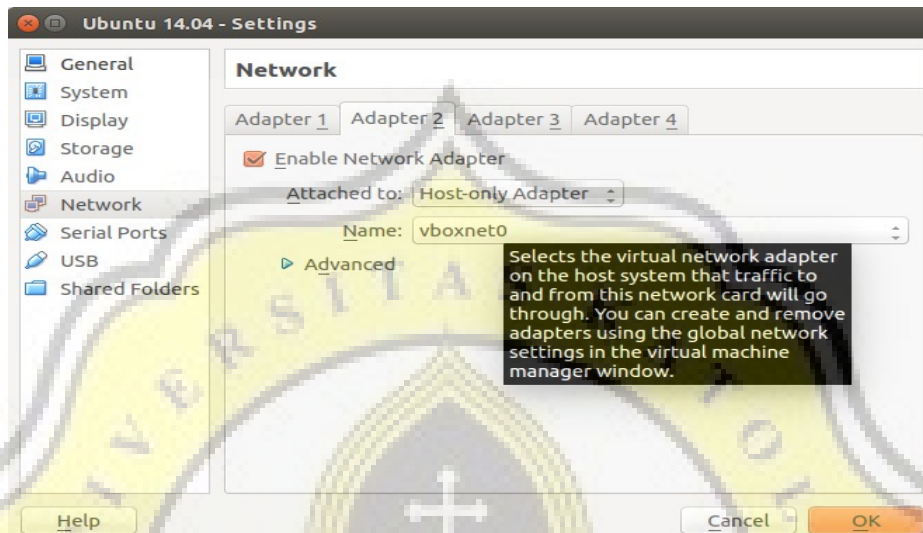 Ubuntu 14.04 - Settings
General
System
Display
Storage
Audio
Network
Serial Ports
USB
Shared Folders
Network
Adapter 1
Adapter 2
Adapter 3
Adapter 4
Enable Network Adapter
Attached to: Host-only Adapter
Name: vboxnet0
Advanced
Selects the virtual network adapter
on the host system that traffic to
and from this network card will go
through. You can create and remove
adapters using the global network
settings in the virtual machine
manager window.
Help
Cancel
OK